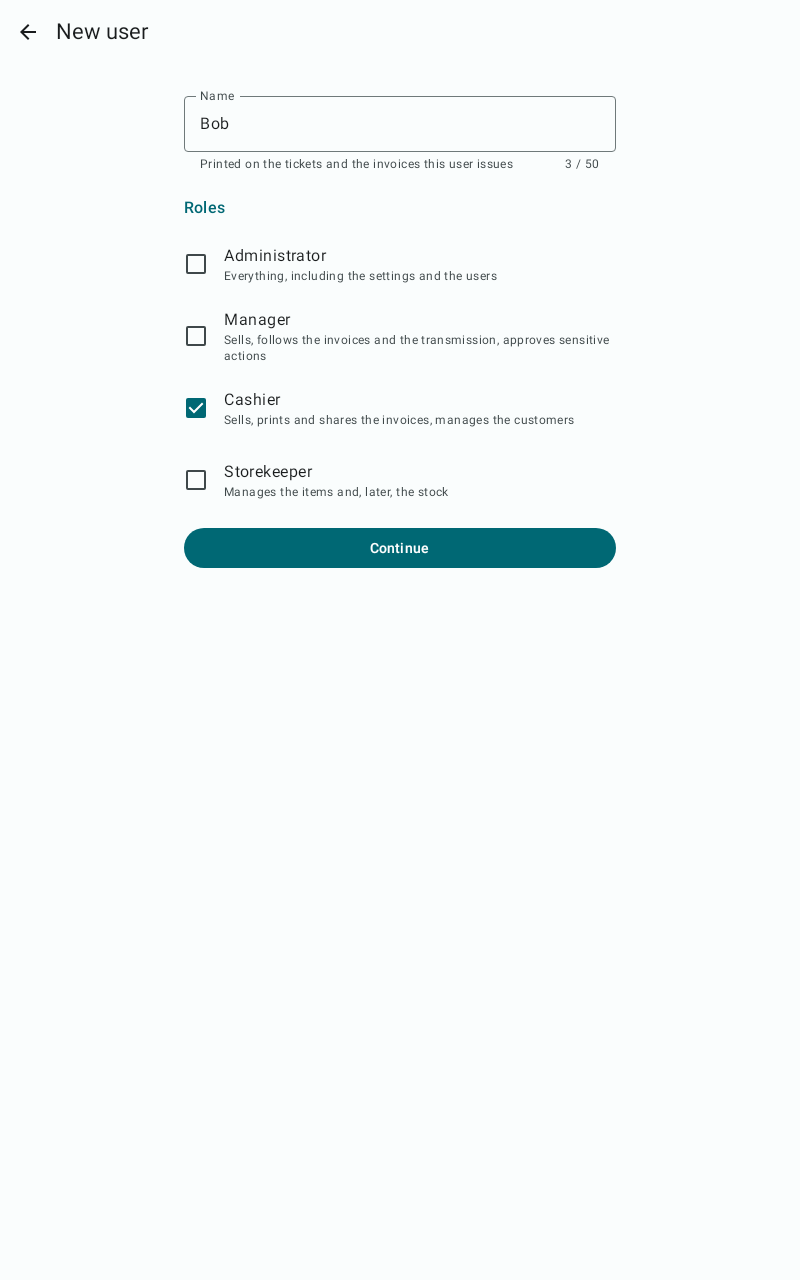 New user
Name
Bob
Printed on the tickets and the invoices this user issues 3 / 50
Roles
Administrator
Everything, including the settings and the users
Manager
Sells, follows the invoices and the transmission, approves sensitive
actions
Cashier
Sells, prints and shares the invoices, manages the customers
Storekeeper
Manages the items and, later, the stock
Continue